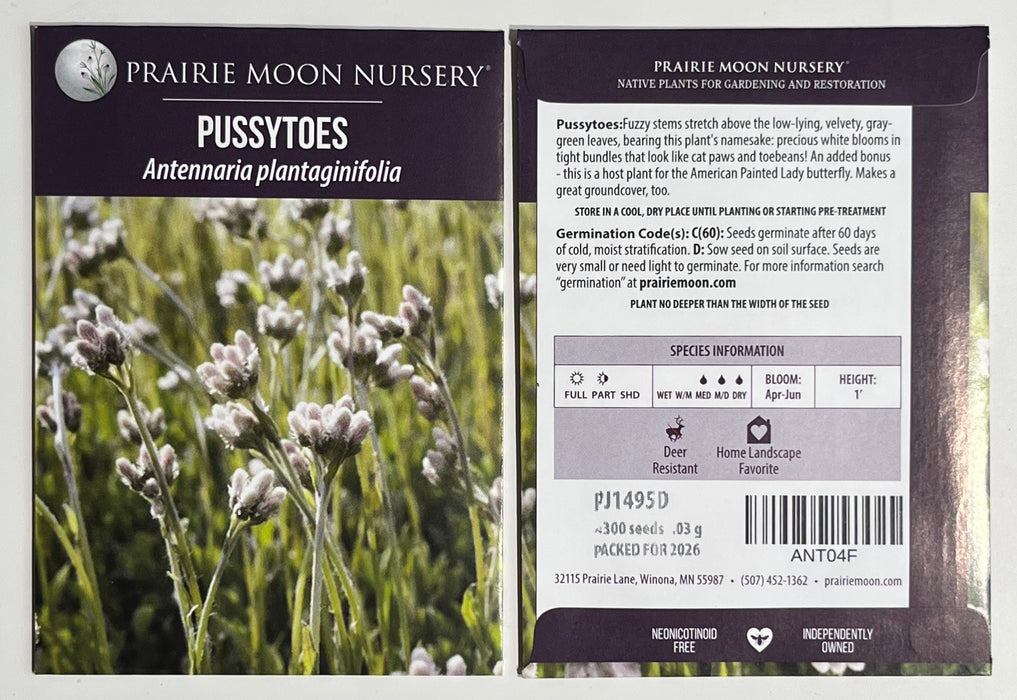 PRAIRIE MOON NURSERY®
PUSSYTOES
Antennaria plantaginifolia
PRAIRIE MOON NURSERY®
NATIVE PLANTS FOR GARDENING AND RESTORATION
Pussytoes:Fuzzy stems stretch above the low-lying, velvety, gray-
green leaves, bearing this plant's namesake: precious white blooms in
tight bundles that look like cat paws and toebeans! An added bonus
- this is a host plant for the American Painted Lady butterfly. Makes a
great groundcover, too.
STORE IN A COOL, DRY PLACE UNTIL PLANTING OR STARTING PRE-TREATMENT
Germination Code(s): C(60): Seeds germinate after 60 days
of cold, moist stratification. D: Sow seed on soil surface. Seeds are
very small or need light to germinate. For more information search
"germination" at prairiemoon.com
PLANT NO DEEPER THAN THE WIDTH OF THE SEED
SPECIES INFORMATION
FULL PART SHD
WET W/M MED M/D DRY
BLOOM:
Apr-Jun
HEIGHT:
1'
Deer
Resistant
Home Landscape
Favorite
PJ1495D
~300 seeds .03 g
PACKED FOR 2026
ANT04F
32115 Prairie Lane, Winona, MN 55987 • (507) 452-1362 • prairiemoon.com
NEONICOTINOID
FREE
INDEPENDENTLY
OWNED